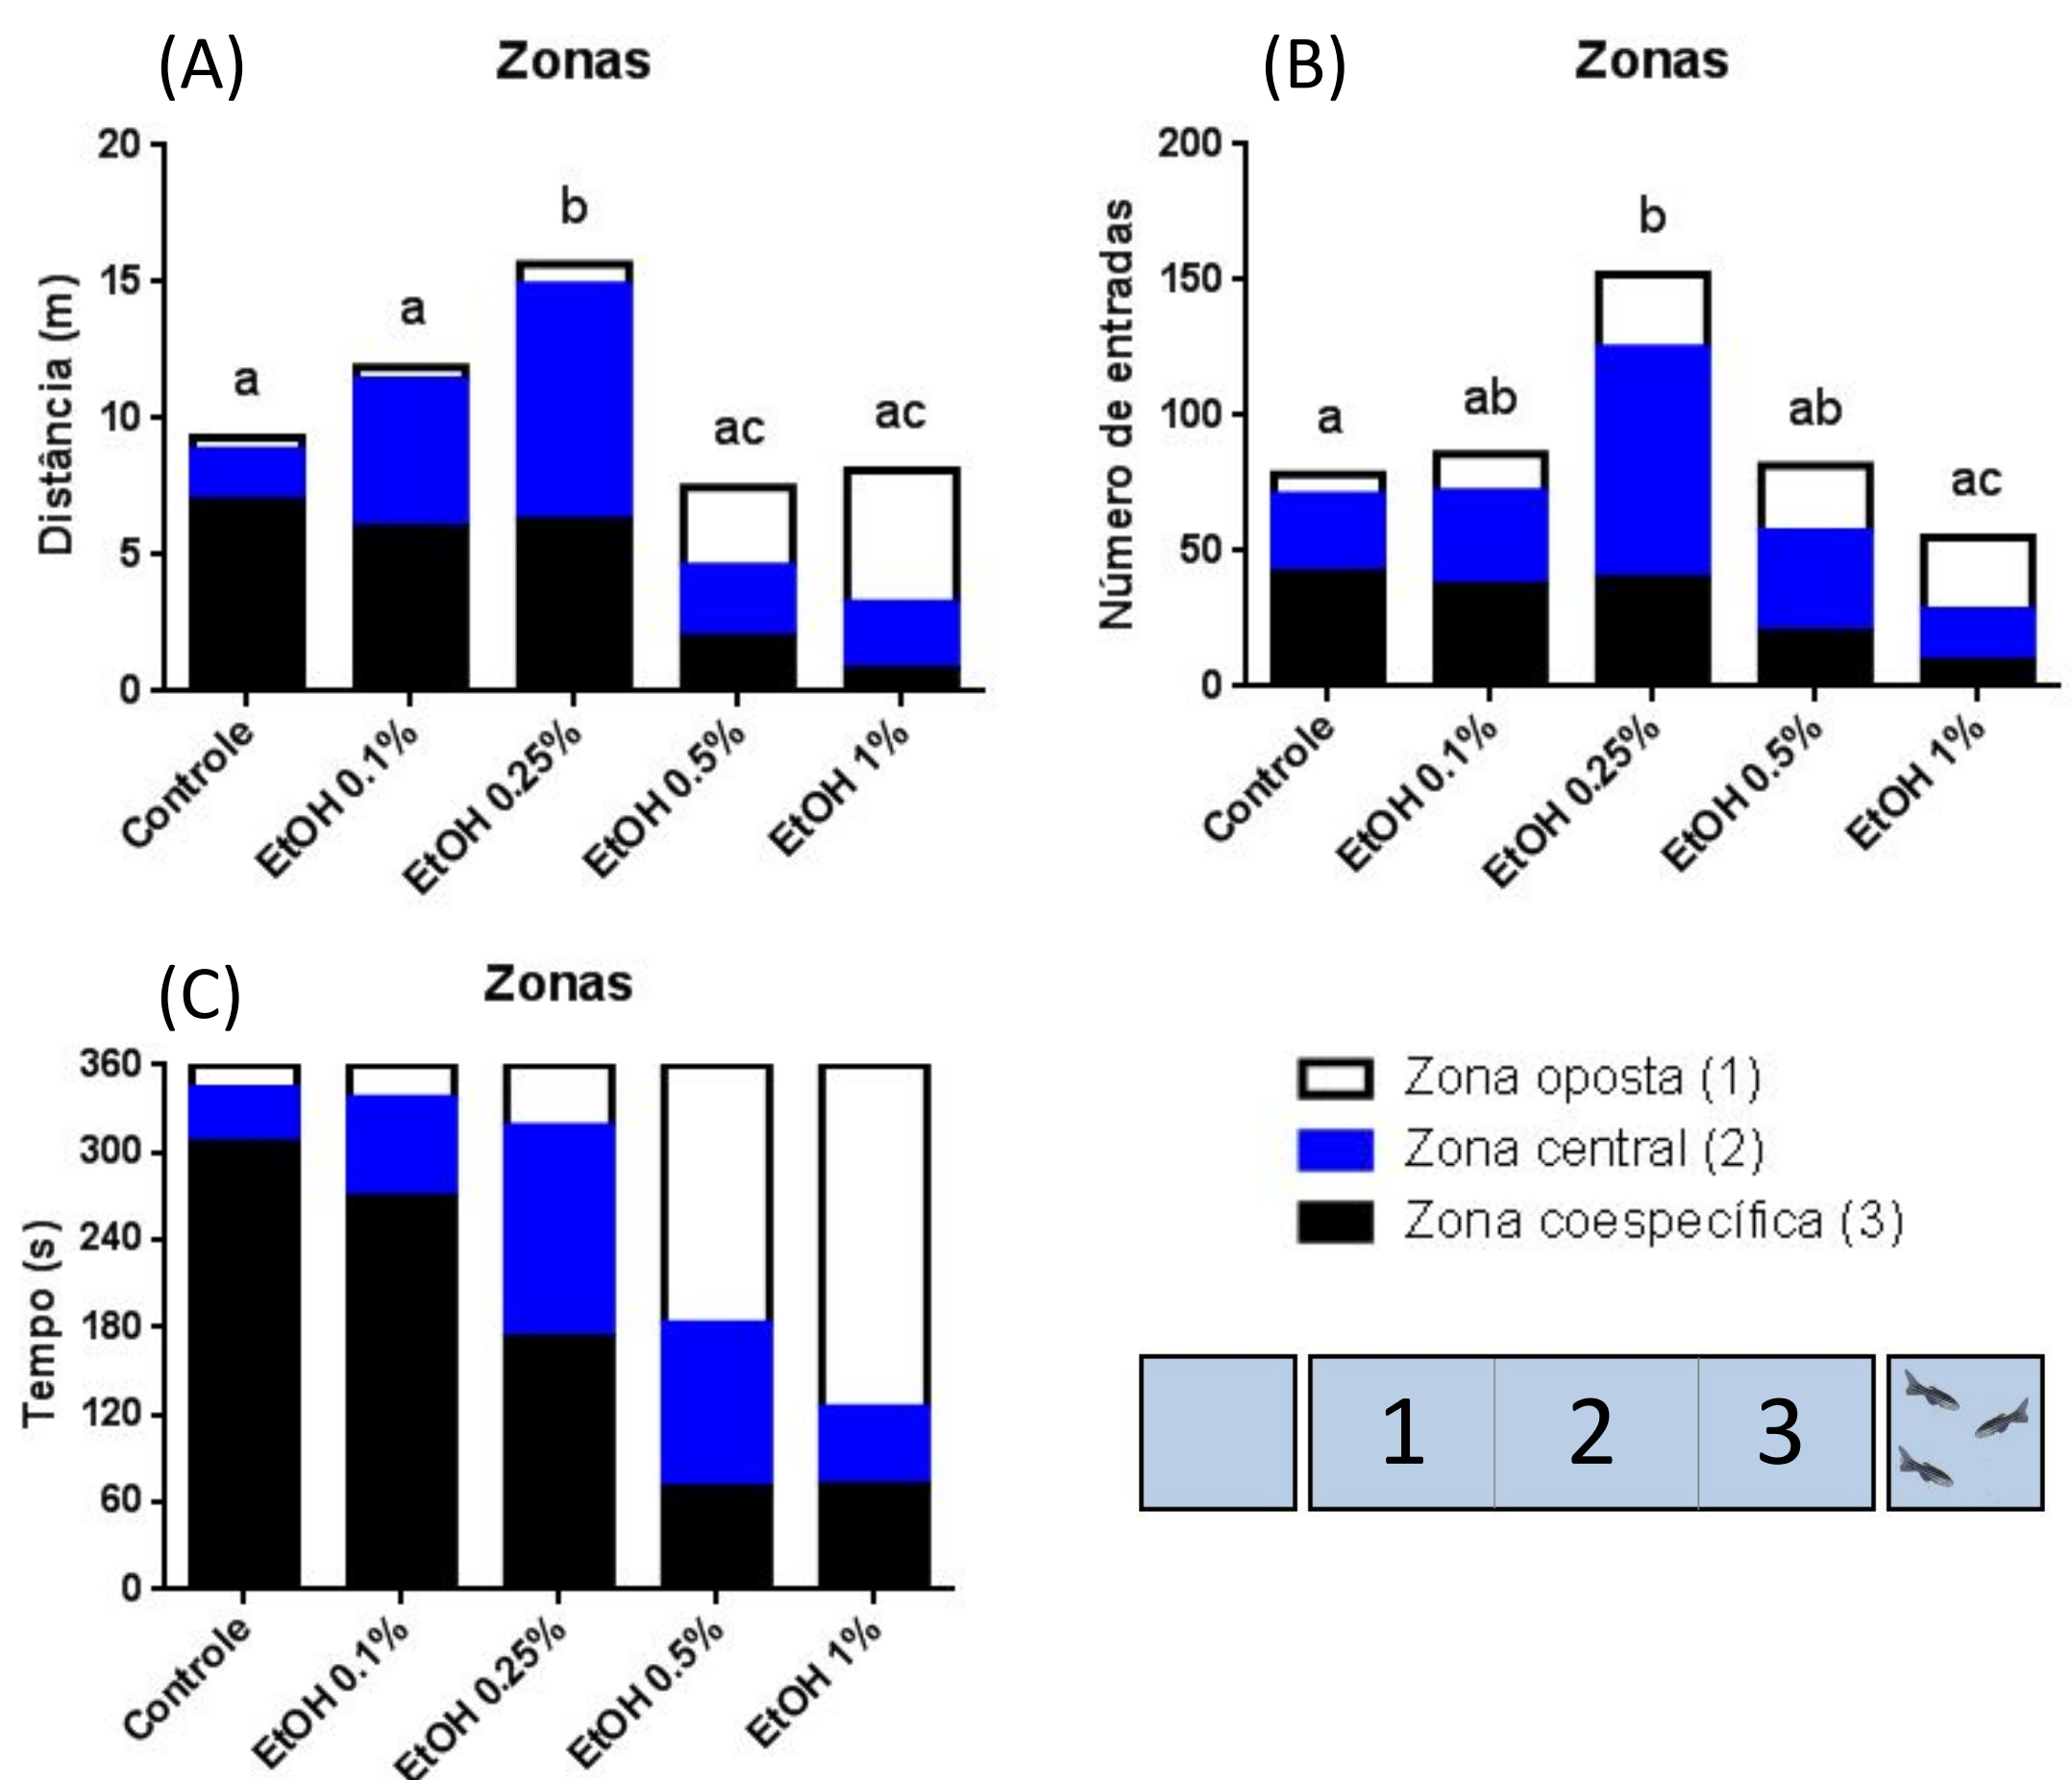 (A)
Zonas
Distância (m)
20
15
10
5
0
a
a
b
ac
ac
Controle
EtOH 0.1%
EtOH 0.25%
EtOH 0.5%
EtOH 1%
(B)
Zonas
Número de entradas
200
150
100
50
0
a
ab
b
ab
ac
Controle
EtOH 0.1%
EtOH 0.25%
EtOH 0.5%
EtOH 1%
(C)
Zonas
Tempo (s)
360
300
240
180
120
60
0
Controle
EtOH 0.1%
EtOH 0.25%
EtOH 0.5%
EtOH 1%
Zona oposta (1)
Zona central (2)
Zona coespecífica (3)
1 2 3